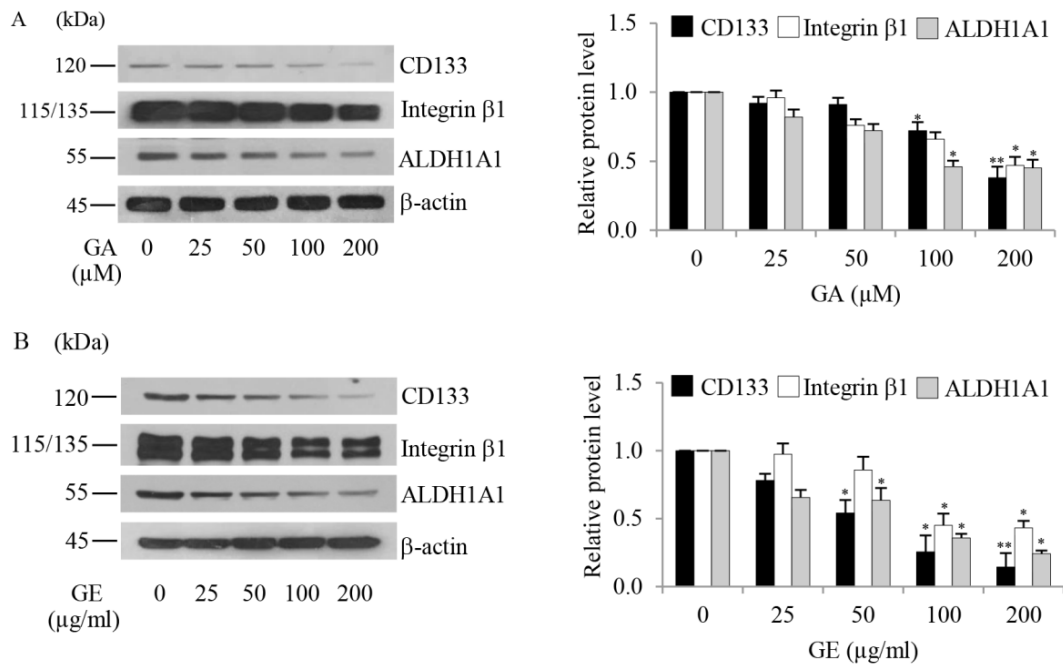 A (kDa)
120 CD133
115/135 Integrin β1
55 ALDH1A1
45 β-actin
GA 0 25 50 100 200
(µM)
CD133 Integrin β1 ALDH1A1
Relative protein level
1.5
1.0
0.5
0.0
* * ** * *
0 25 50 100 200
GA (µM)
B (kDa)
120 CD133
115/135 Integrin β1
55 ALDH1A1
45 β-actin
GE 0 25 50 100 200
(µg/ml)
CD133 Integrin β1 ALDH1A1
Relative protein level
1.5
1.0
0.5
0.0
* * * * * ** * *
0 25 50 100 200
GE (µg/ml)